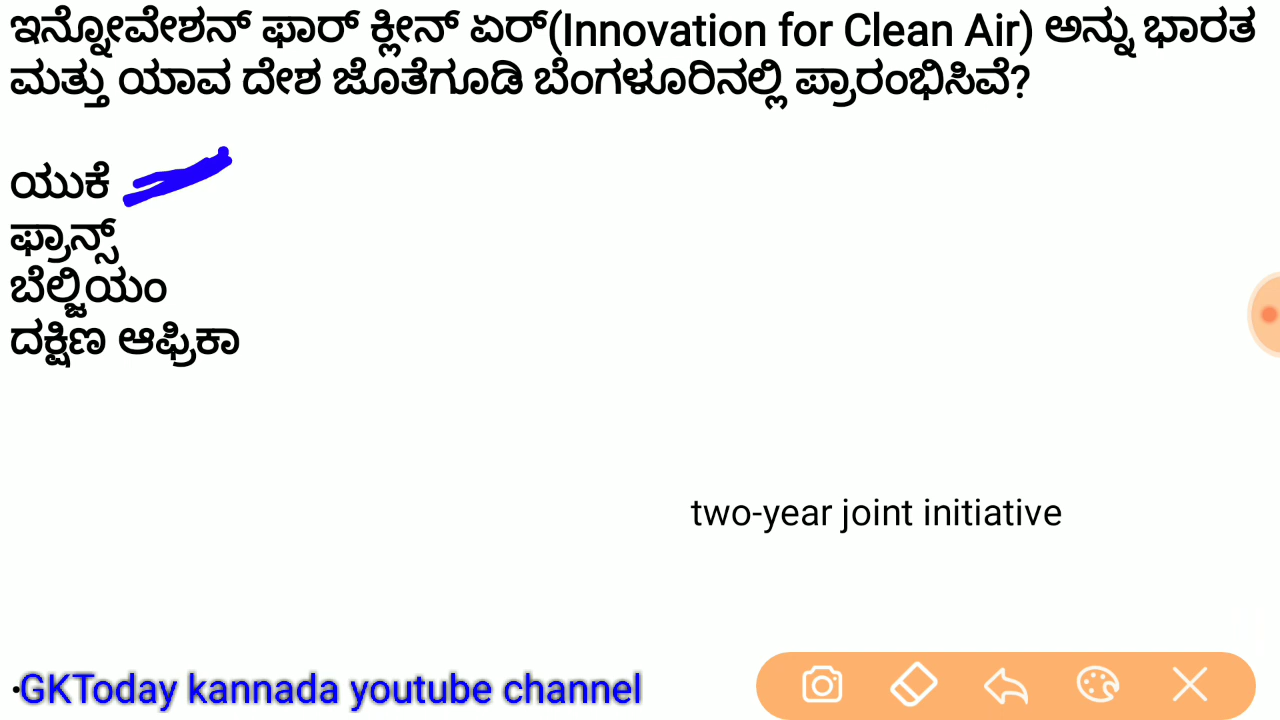 ಇನ್ನೋವೇಶನ್ ಫಾರ್ ಕ್ಲೀನ್ ಏರ್(Innovation for Clean Air) ಅನ್ನು ಭಾರತ
ಮತ್ತು ಯಾವ ದೇಶ ಜೊತೆಗೂಡಿ ಬೆಂಗಳೂರಿನಲ್ಲಿ ಪ್ರಾರಂಭಿಸಿವೆ?
ಯುಕೆ
ಫ್ರಾನ್ಸ್
ಬೆಲ್ಜಿಯಂ
ದಕ್ಷಿಣ ಆಫ್ರಿಕಾ
two-year joint initiative
·GKToday kannada youtube channel